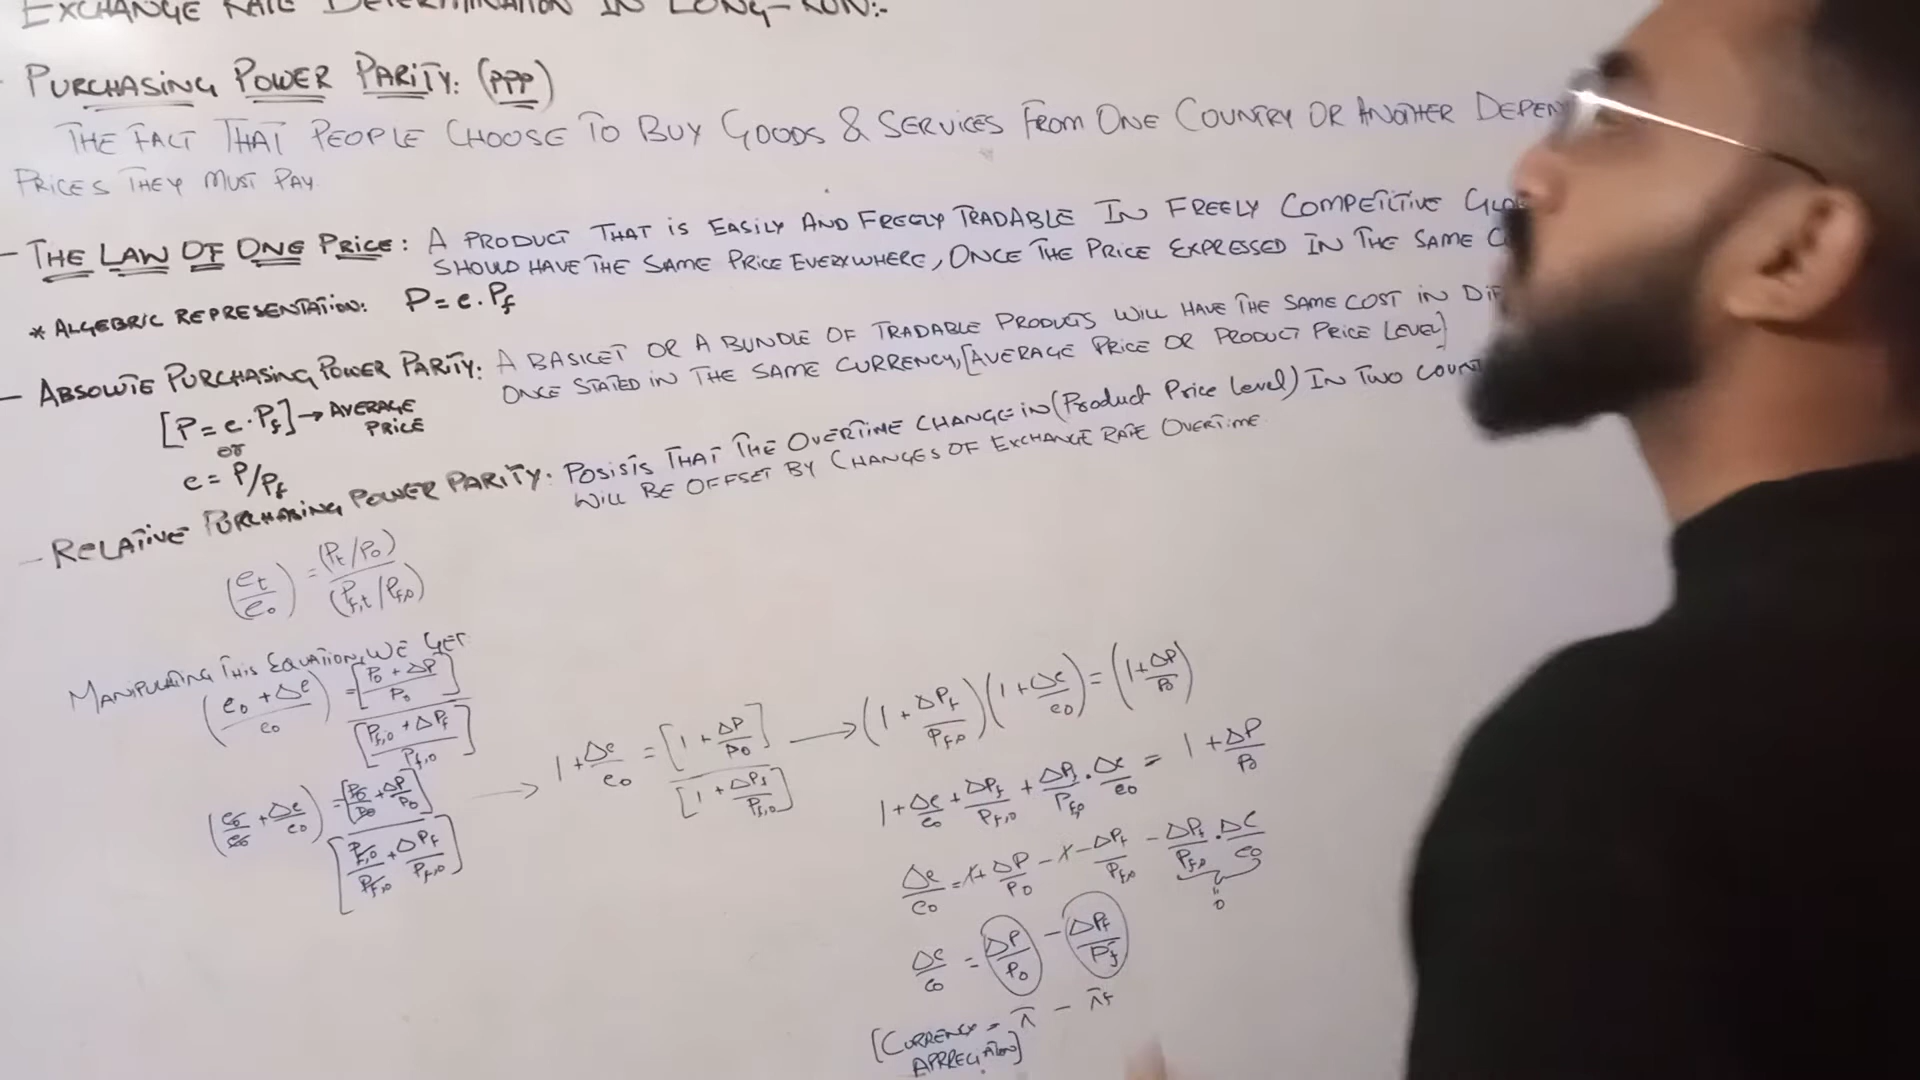 EXCHANGE RATE DETERMINATION IN LONG-RUN:-
- PURCHASING POWER PARITY: (PPP)
THE FACT THAT PEOPLE CHOOSE TO BUY GOODS & SERVICES FROM ONE COUNTRY OR ANOTHER DEPEN
PRICES THEY MUST PAY
- THE LAW OF ONE PRICE: A PRODUCT THAT IS EASILY AND FREELY TRADABLE IN FREELY COMPETITIVE GLO
SHOULD HAVE THE SAME PRICE EVERYWHERE, ONCE THE PRICE EXPRESSED IN THE SAME C
* ALGEBRIC REPRESENTATION: P = e . Pf
- ABSOLUTE PURCHASING POWER PARITY: A BASKET OR A BUNDLE OF TRADABLE PRODUCTS WILL HAVE THE SAME COST IN DIF
ONCE STATED IN THE SAME CURRENCY, [AVERAGE PRICE OR PRODUCT PRICE LEVEL]
[P = e . Pf] → AVERAGE PRICE
or
e = P/Pf
- RELATIVE PURCHASING POWER PARITY: POSISTS THAT THE OVERTIME CHANGE IN (Product Price Level) IN TWO COUNT
WILL BE OFFSET BY CHANGES OF EXCHANGE RATE OVERTIME
(et/e0) = (Pt/P0)/(Pf,t/Pf,0)
MANIPULATING THIS EQUATION, WE GET
(e0 + Δe/e0) = [P0 + ΔP/P0]/[Pf,0 + ΔPf/Pf,0]
(e0/e0 + Δe/e0) = [P0/P0 + ΔP/P0]/[Pf,0/Pf,0 + ΔPf/Pf,0]
→ 1 + Δe/e0 = [1 + ΔP/P0]/[1 + ΔPf/Pf,0]
→ (1 + ΔPf/Pf,0)(1 + Δe/e0) = (1 + ΔP/P0)
1 + Δe/e0 + ΔPf/Pf,0 + ΔPf/Pf,0 . Δe/e0 = 1 + ΔP/P0
Δe/e0 = 1 + ΔP/P0 - 1 - ΔPf/Pf,0 - ΔPf/Pf,0 . Δe/e0
"
0
Δe/e0 = ΔP/P0 - ΔPf/Pf
[CURRENCY APRRECIATION] = π - πf